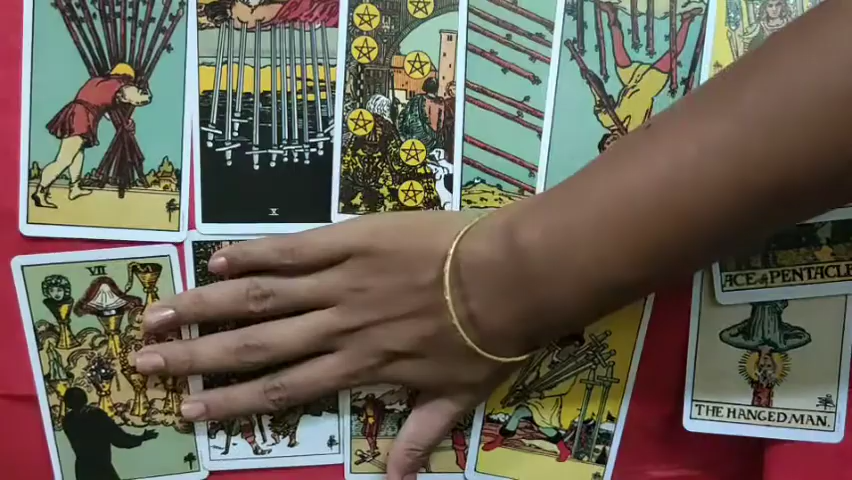 X
VII
ACE of PENTACLES
THE HANGED MAN.